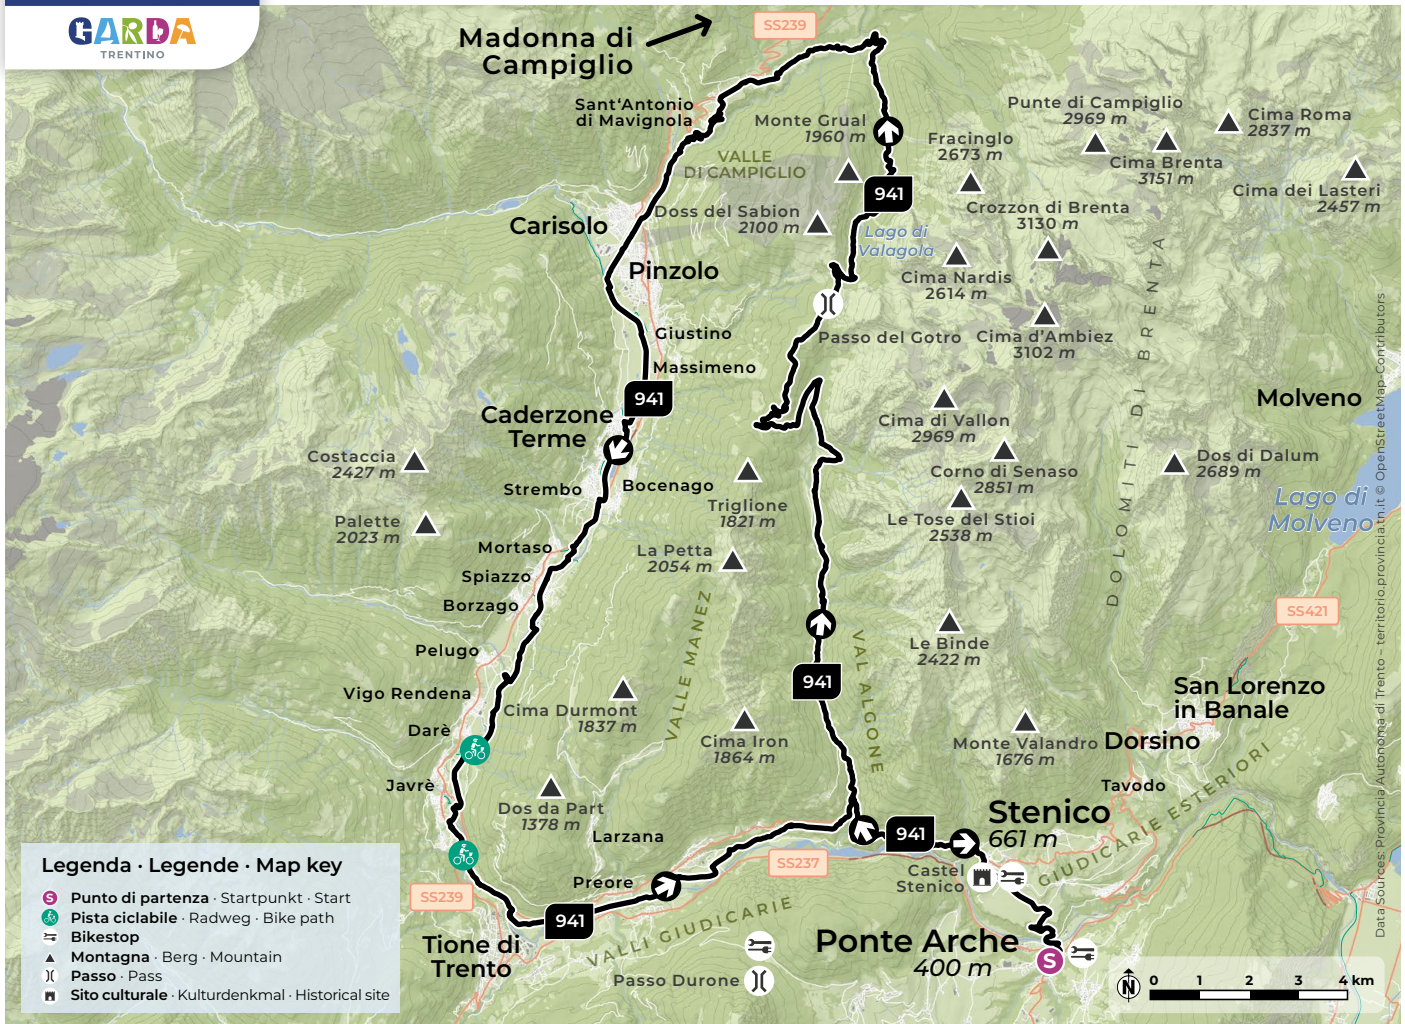 GARDA
TRENTINO
Madonna di
Campiglio
SS239
Sant'Antonio
di Mavignola
Monte Grual
1960 m
VALLE
DI CAMPIGLIO
Fracinglo
2673 m
Punte di Campiglio
2969 m
Cima Roma
2837 m
Cima Brenta
3151 m
Cima dei Lasteri
2457 m
941
Doss del Sabion
2100 m
Crozzon di Brenta
3130 m
Carisolo
Lago di
Valagola
Pinzolo
Cima Nardis
2614 m
Giustino
Passo del Gotro
Cima d'Ambiez
3102 m
DOLOMITI DI BRENTA
Massimeno
941
Molveno
Caderzone
Terme
Cima di Vallon
2969 m
Costaccia
2427 m
Corno di Senaso
2851 m
Dos di Dalum
2689 m
Strembo
Bocenago
Triglione
1821 m
Lago di
Molveno
Palette
2023 m
Le Tose del Stioi
2538 m
Mortaso
La Petta
2054 m
Spiazzo
Borzago
SS421
VALLE MANEZ
Pelugo
VAL ALGONE
Le Binde
2422 m
941
Vigo Rendena
Cima Durmont
1837 m
San Lorenzo
in Banale
Darè
Cima Iron
1864 m
Monte Valandro
1676 m
Dorsino
Javrè
Tavodo
Dos da Part
1378 m
Stenico
661 m
Larzana
941
GIUDICARIE ESTERIORI
SS237
Castel
Stenico
Preore
SS239
941
VALLI GIUDICARIE
Tione di
Trento
Ponte Arche
400 m
S
Passo Durone
Legenda · Legende · Map key
S
Punto di partenza · Startpunkt · Start
Pista ciclabile · Radweg · Bike path
Bikestop
Montagna · Berg · Mountain
Passo · Pass
Sito culturale · Kulturdenkmal · Historical site
N
0 1 2 3 4 km
Data Sources: Provincia Autonoma di Trento – territorio.provincia.tn.it © OpenStreetMap-Contributors